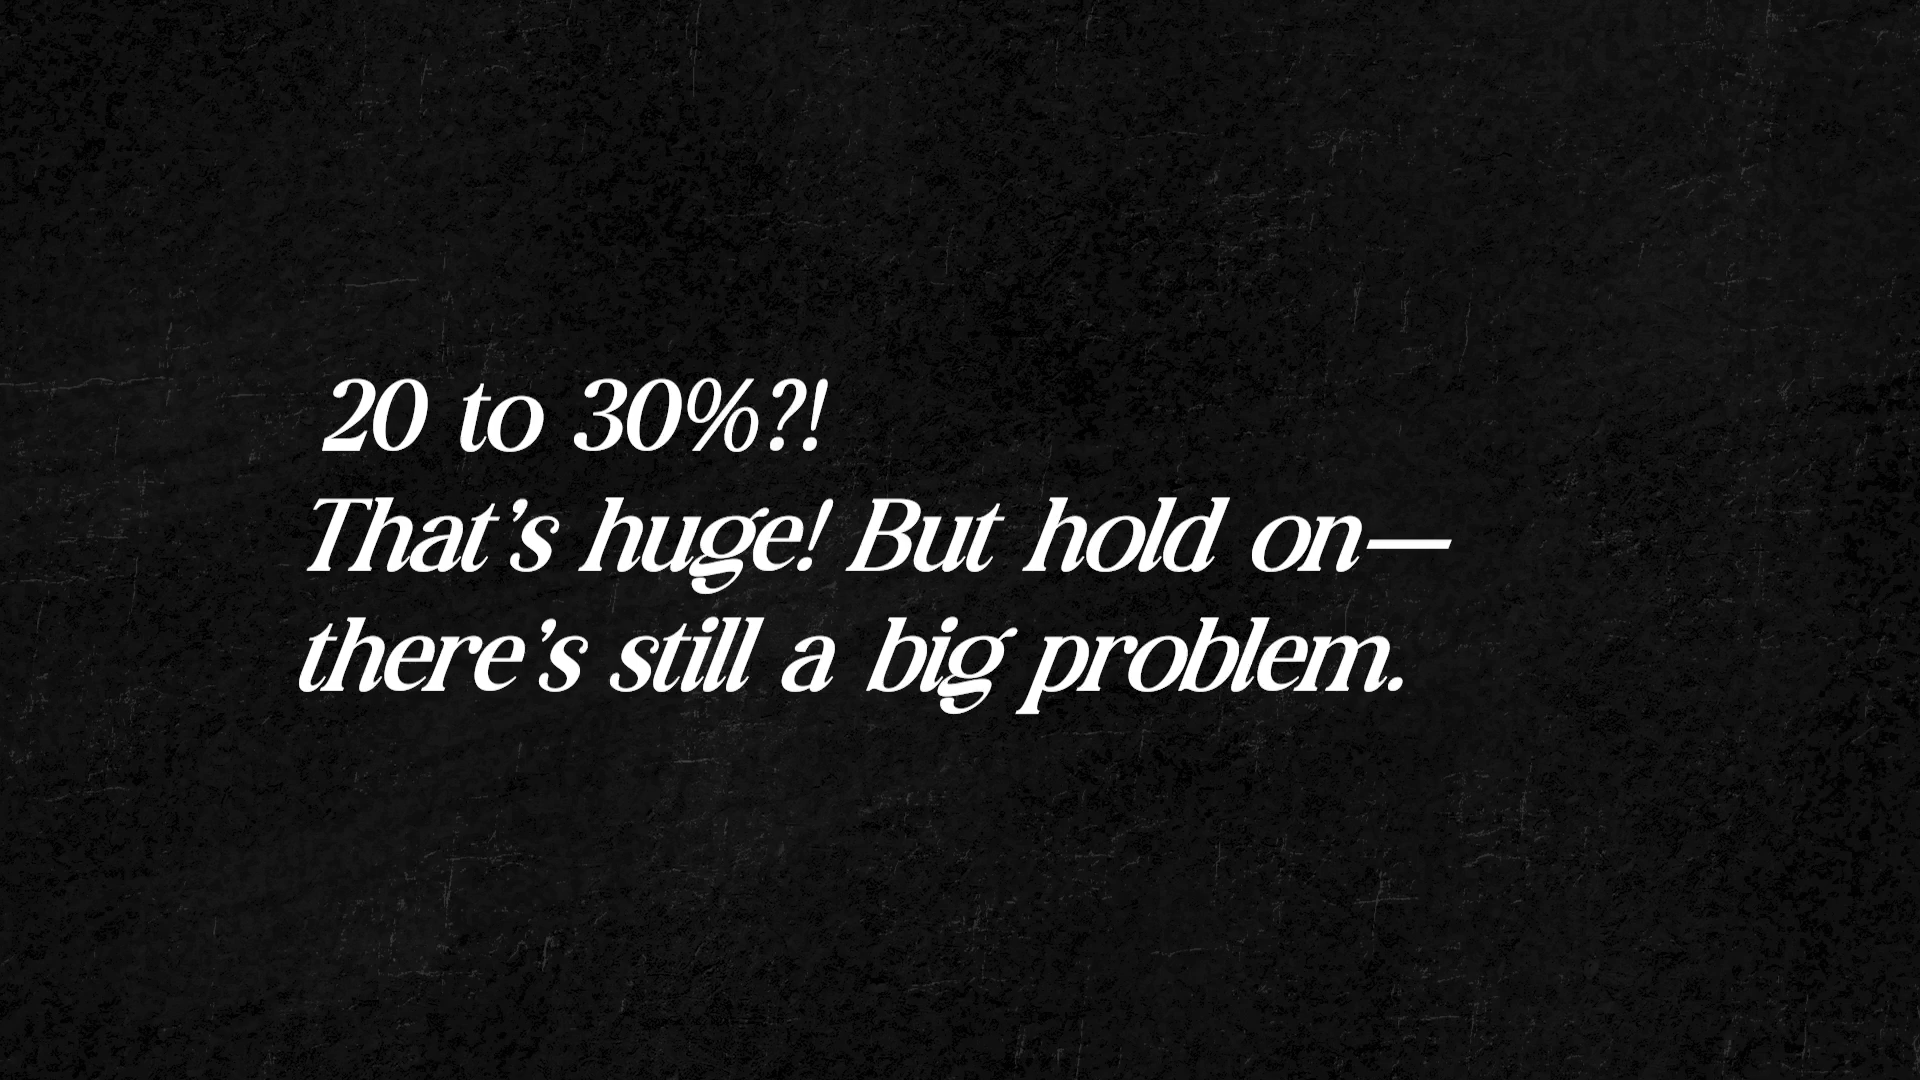 20 to 30%?!
That’s huge! But hold on—
there’s still a big problem.